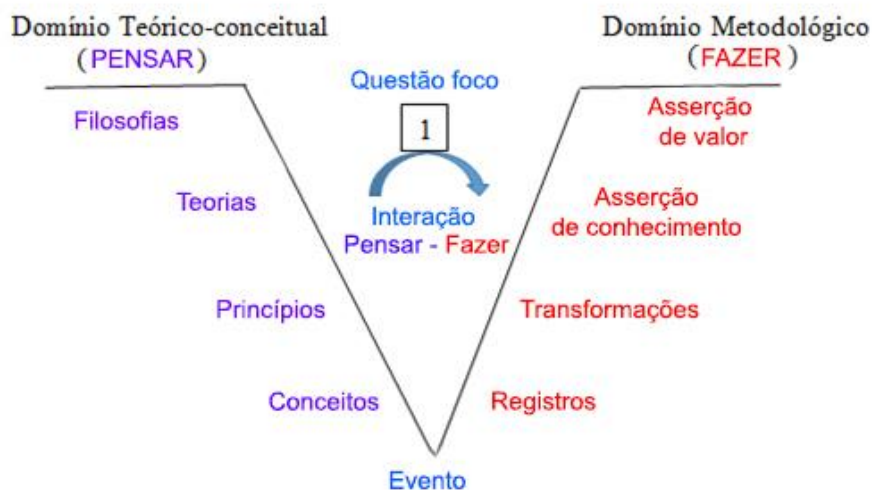 Domínio Teórico-conceitual
(PENSAR)
Domínio Metodológico
(FAZER)
Questão foco
1
Interação
Pensar - Fazer
Filosofias
Teorias
Princípios
Conceitos
Asserção
de valor
Asserção
de conhecimento
Transformações
Registros
Evento